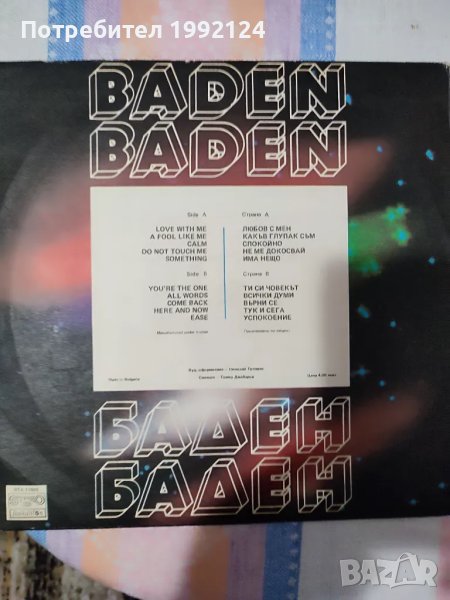 Потребител 1992124
BADEN
BADEN
Side A
LOVE WITH ME
A FOOL LIKE ME
CALM
DO NOT TOUCH ME
SOMETHING
Side B
YOU'RE THE ONE
ALL WORDS
COME BACK
HERE AND NOW
EASE
Страна А
ЛЮБОВ С МЕН
КАКЪВ ГЛУПАК СЪМ
СПОКОЙНО
НЕ МЕ ДОКОСВАЙ
ИМА НЕЩО
Страна В
ТИ СИ ЧОВЕКЪТ
ВСИЧКИ ДУМИ
ВЪРНИ СЕ
ТУК И СЕГА
УСПОКОЕНИЕ
БАДЕН
БАДЕН
BAZAR